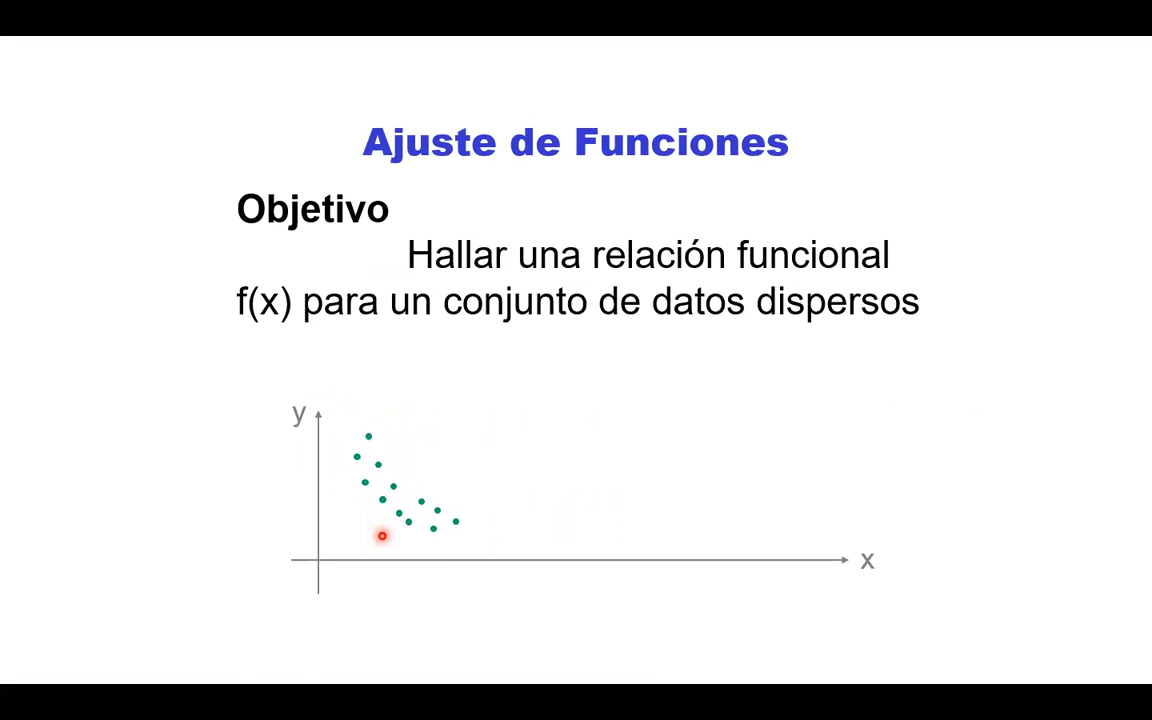 Ajuste de Funciones
Objetivo
Hallar una relación funcional
f(x) para un conjunto de datos dispersos
y
x